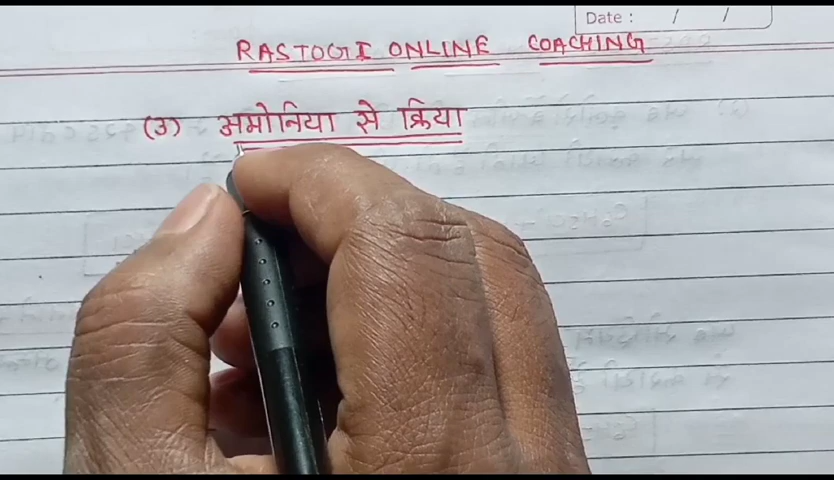 Date : / /
RASTOGI ONLINE COACHING
(3) अमोनिया से क्रिया